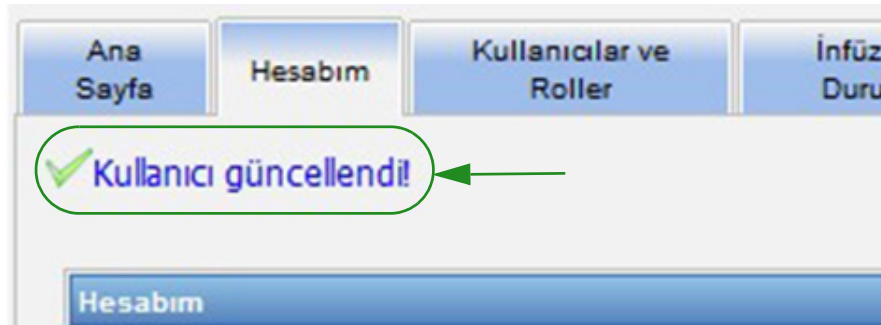 Ana
Sayfa
Hesabım
Kullanıcılar ve
Roller
Kullanıcı güncellendi!
Hesabım